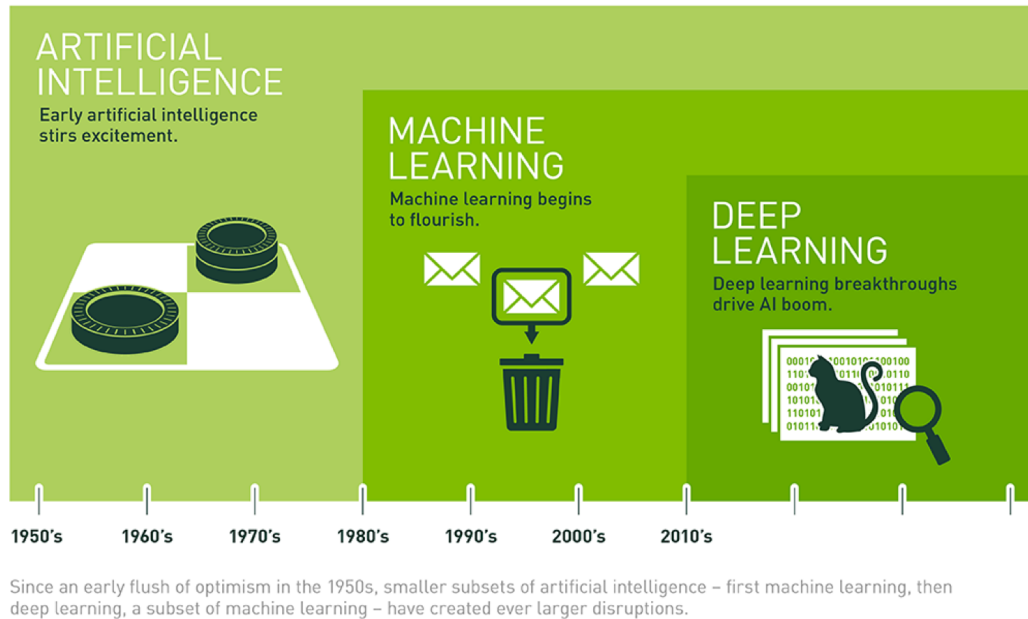 ARTIFICIAL
INTELLIGENCE
Early artificial intelligence
stirs excitement.
MACHINE
LEARNING
Machine learning begins
to flourish.
DEEP
LEARNING
Deep learning breakthroughs
drive AI boom.
1950's
1960's
1970's
1980's
1990's
2000's
2010's
Since an early flush of optimism in the 1950s, smaller subsets of artificial intelligence – first machine learning, then
deep learning, a subset of machine learning – have created ever larger disruptions.